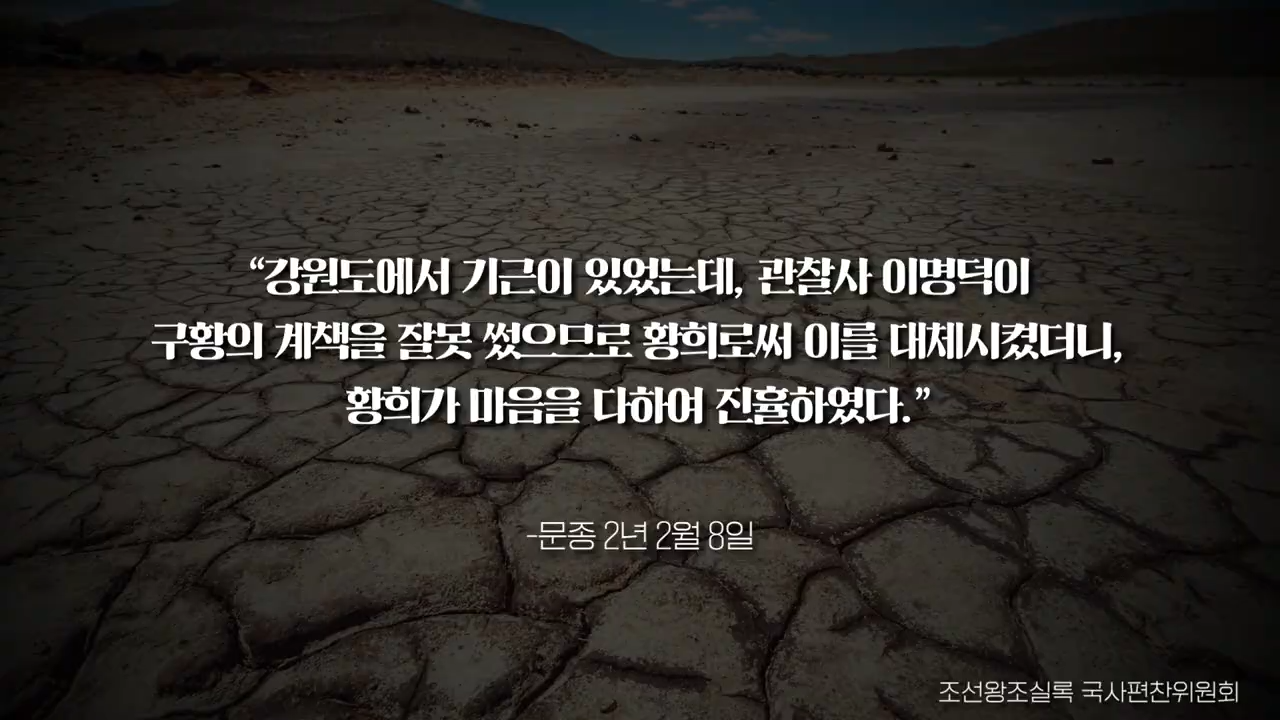 “강원도에서 기근이 있었는데, 관찰사 이명덕이
구황의 계책을 잘못 썼으므로 황희로써 이를 대체시켰더니,
황희가 마음을 다하여 진휼하였다.”
-문종 2년 2월 8일
조선왕조실록 국사편찬위원회